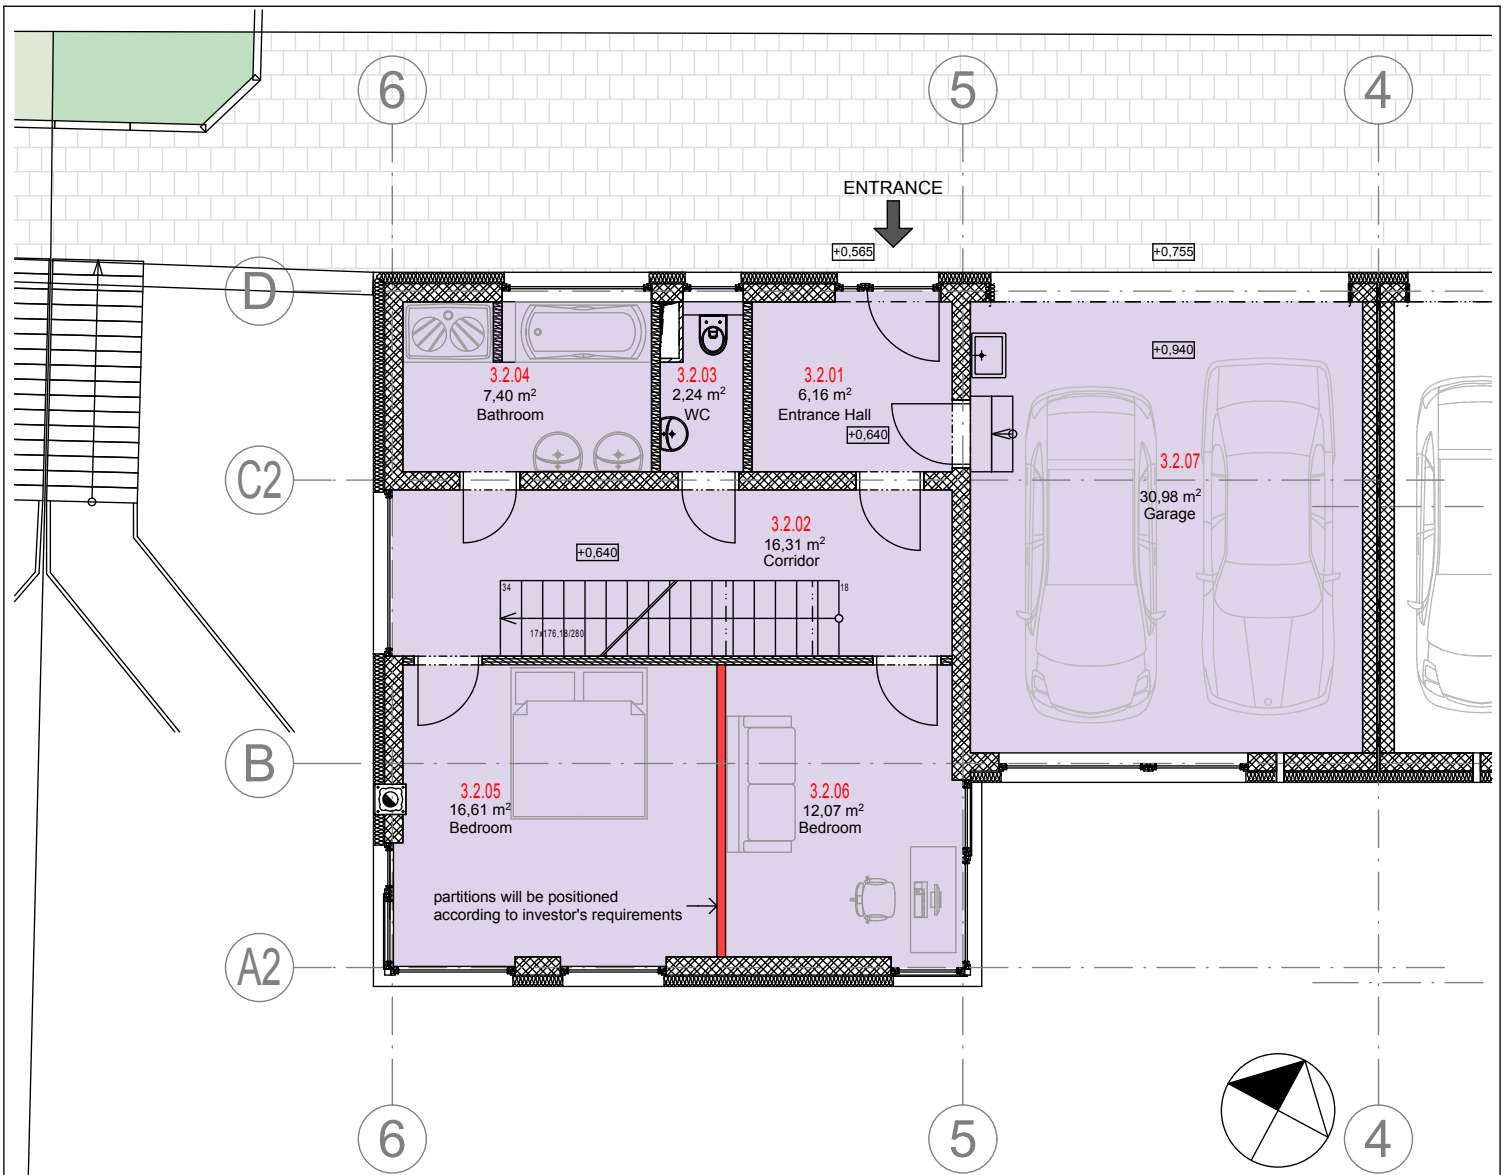 6
5
4
ENTRANCE
+0,565
+0,755
D
+0,940
3.2.04
7,40 m²
Bathroom
3.2.03
2,24 m²
WC
3.2.01
6,16 m²
Entrance Hall
+0,640
3.2.07
30,98 m²
Garage
C2
3.2.02
16,31 m²
Corridor
+0,640
34
18
17x176,18/280
B
3.2.05
16,61 m²
Bedroom
3.2.06
12,07 m²
Bedroom
partitions will be positioned
according to investor's requirements
A2
6
5
4